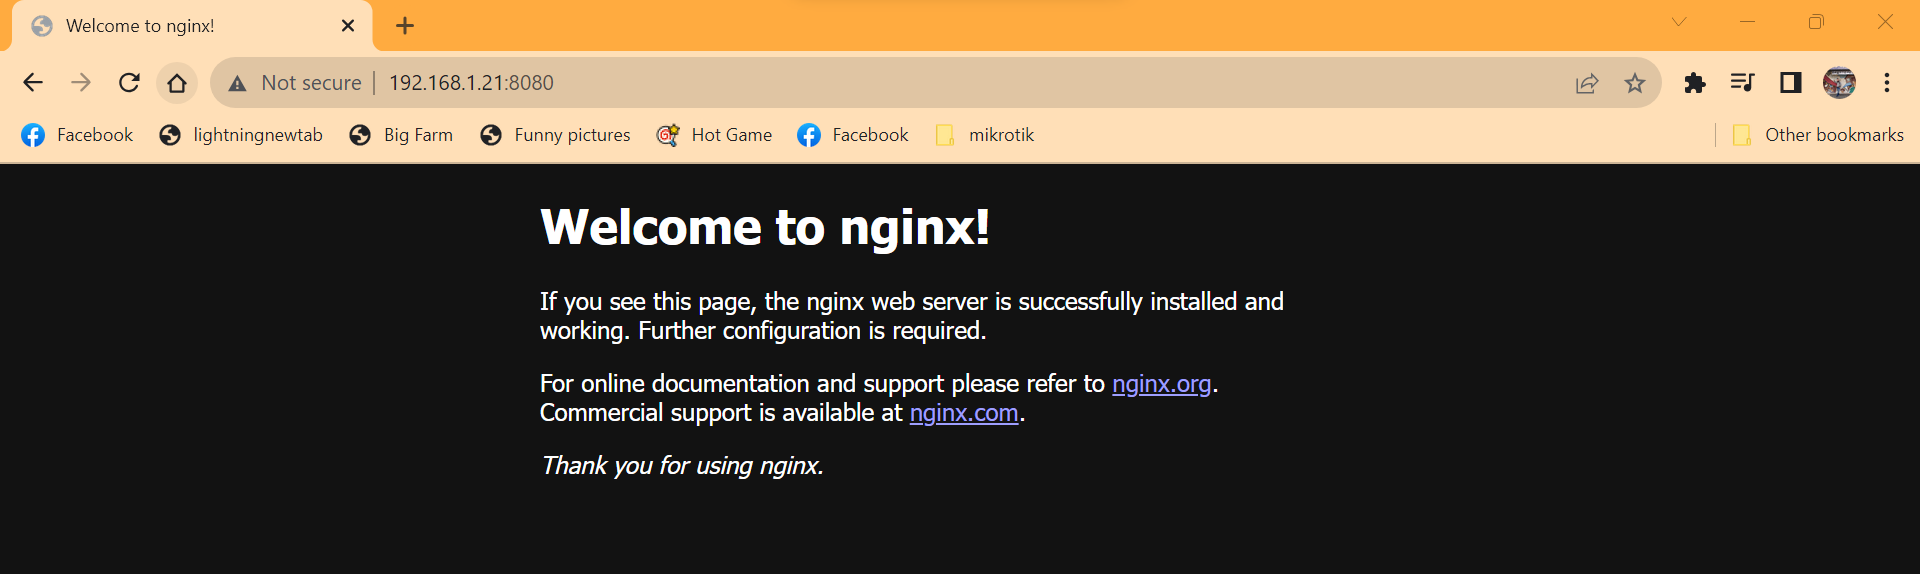 Welcome to nginx!
Not secure 192.168.1.21:8080
Facebook lightningnewtab Big Farm Funny pictures Hot Game Facebook mikrotik Other bookmarks
Welcome to nginx!
If you see this page, the nginx web server is successfully installed and
working. Further configuration is required.
For online documentation and support please refer to nginx.org.
Commercial support is available at nginx.com.
Thank you for using nginx.